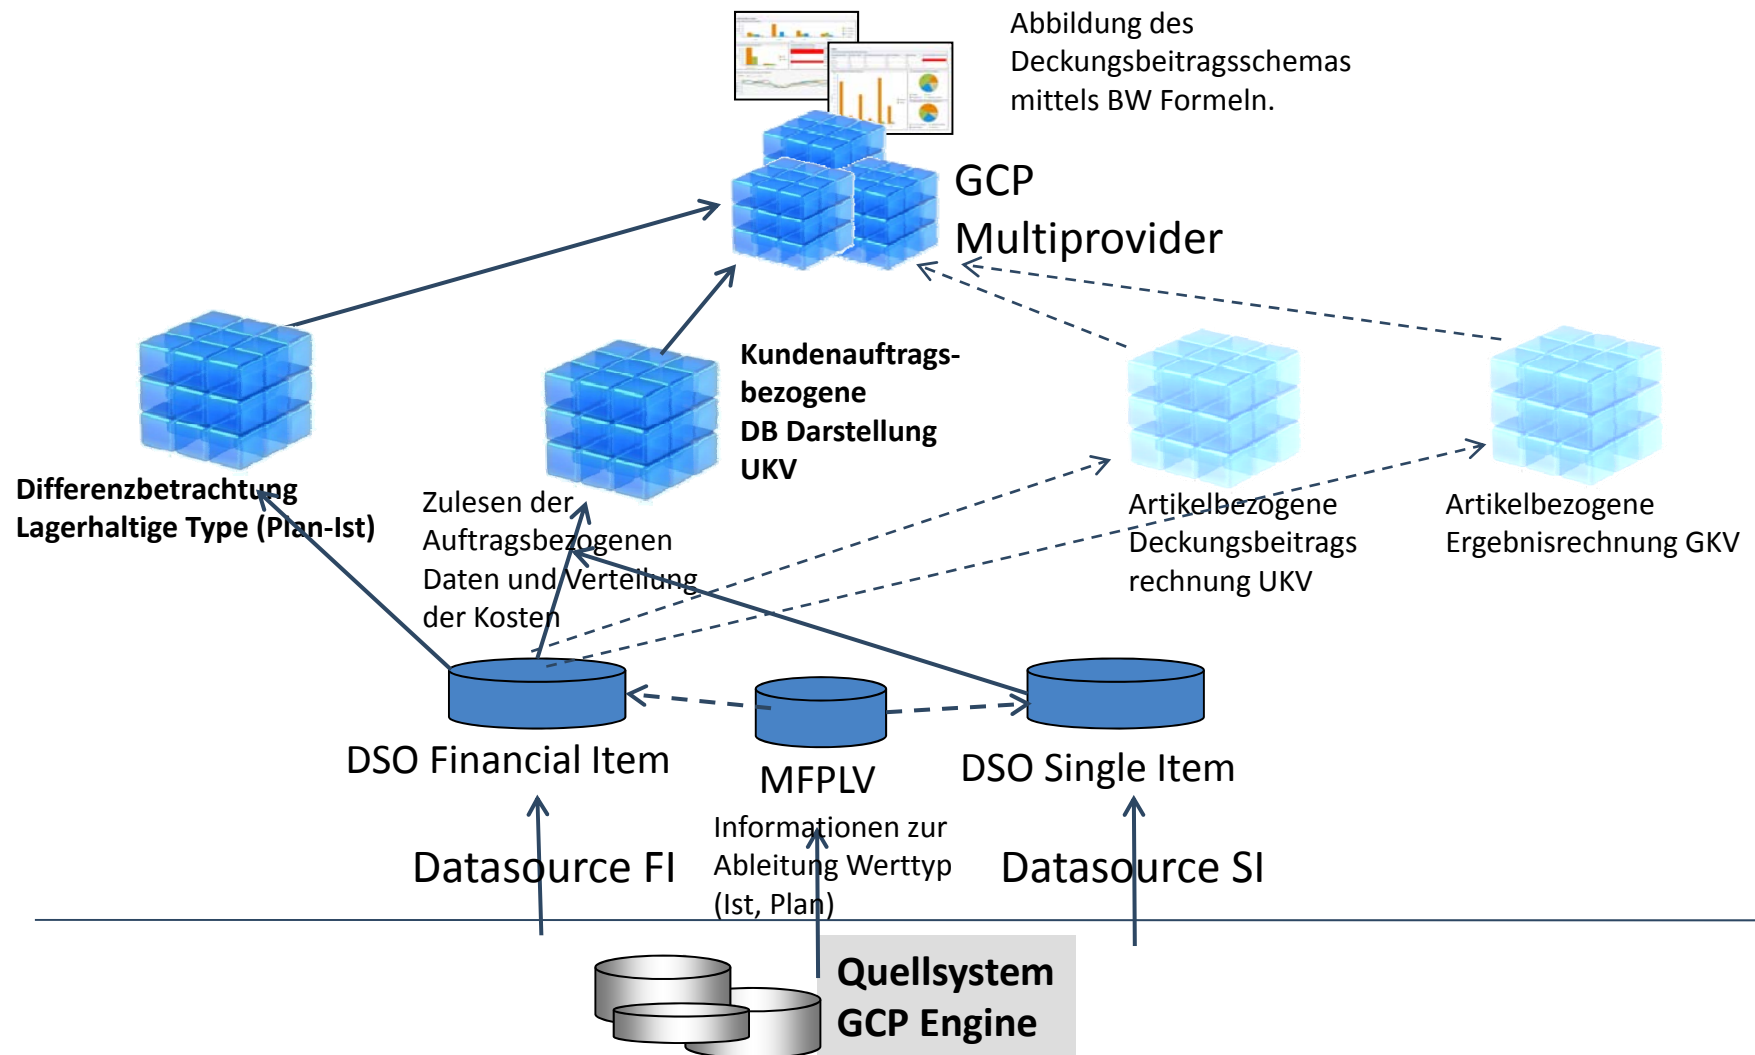 Abbildung des
Deckungsbeitragsschemas
mittels BW Formeln.
GCP
Multiprovider
Kundenauftrags-
bezogene
DB Darstellung
UKV
Differenzbetrachtung
Lagerhaltige Type (Plan-Ist)
Zulesen der
Auftragsbezogenen
Daten und Verteilung
der Kosten
Artikelbezogene
Deckungsbeitrags
rechnung UKV
Artikelbezogene
Ergebnisrechnung GKV
DSO Financial Item
MFPLV
DSO Single Item
Informationen zur
Ableitung Werttyp
(Ist, Plan)
Datasource FI
Datasource SI
Quellsystem
GCP Engine